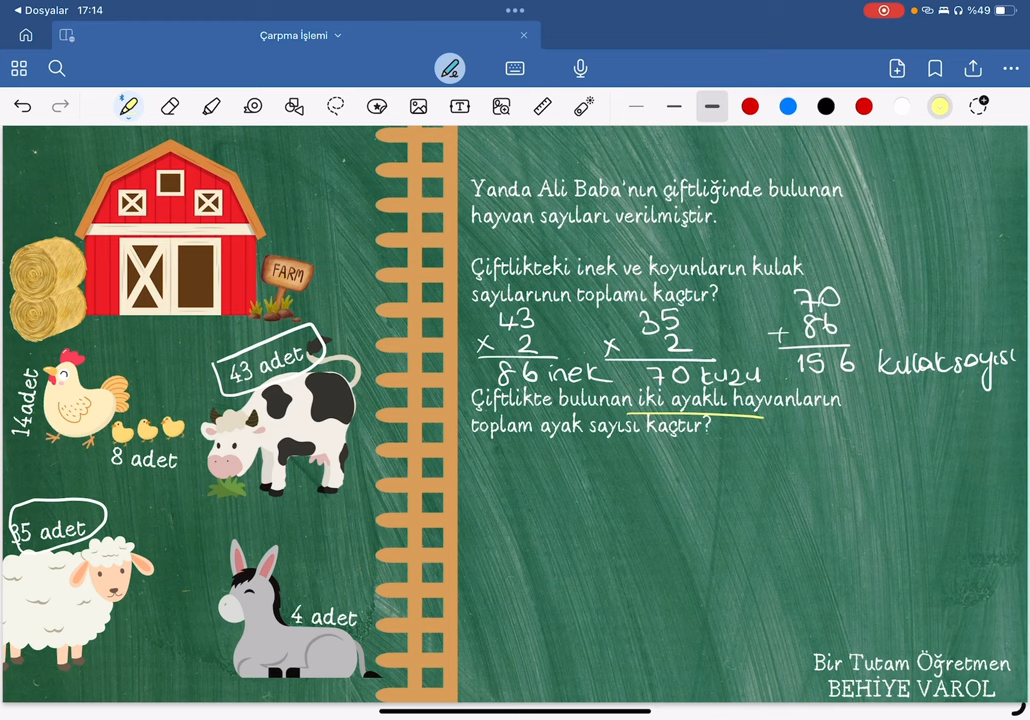 Dosyalar 17:14
%49
Çarpma İşlemi
Yanda Ali Baba'nın çiftliğinde bulunan
hayvan sayıları verilmiştir.
Çiftlikteki inek ve koyunların kulak
sayılarının toplamı kaçtır?
43
x 2
86 inek
35
x 2
70 kuzu
70
+ 86
156 kulak sayısı
Çiftlikte bulunan iki ayaklı hayvanların
toplam ayak sayısı kaçtır?
FARM
43 adet
14adet
8 adet
35 adet
4 adet
Bir Tutam Öğretmen
BEHİYE VAROL